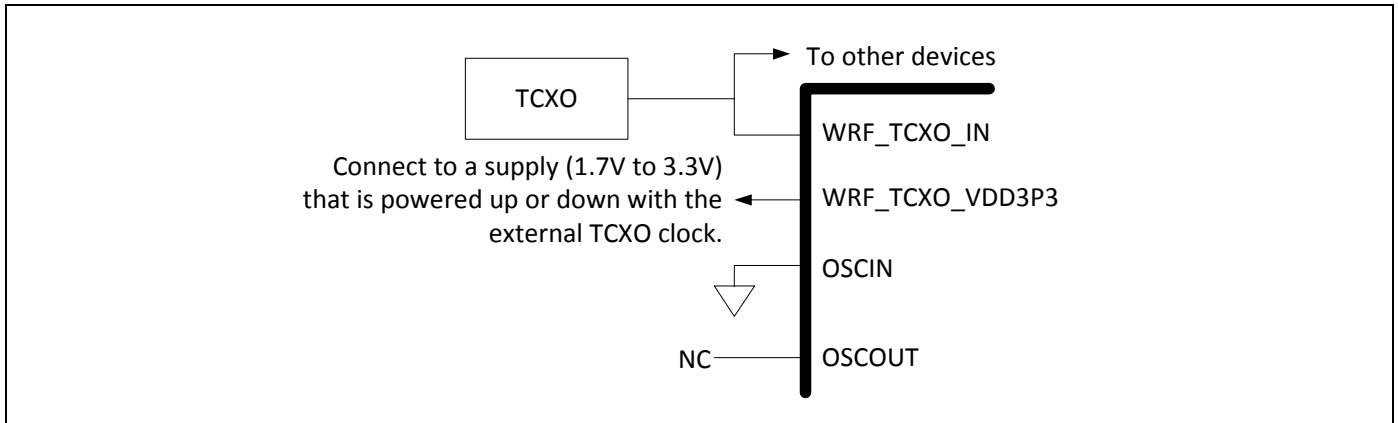 To other devices
TCXO
WRF_TCXO_IN
Connect to a supply (1.7V to 3.3V)
that is powered up or down with the
external TCXO clock.
WRF_TCXO_VDD3P3
OSCIN
NC
OSCOUT